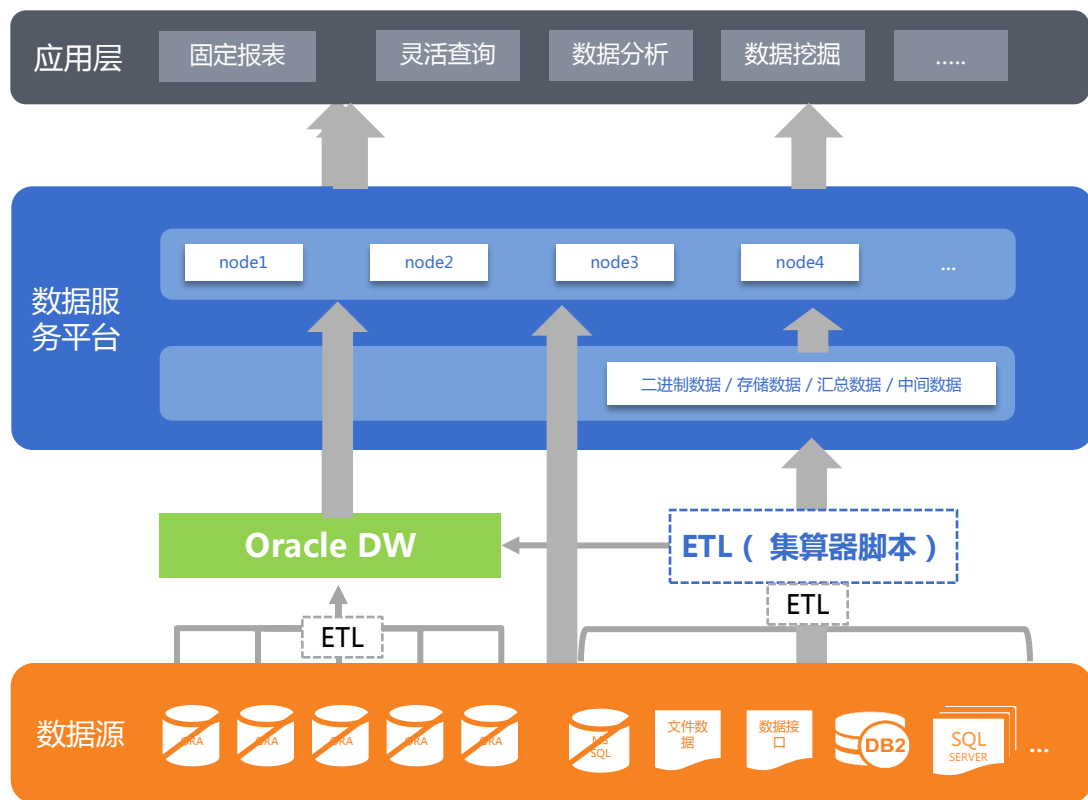 应用层
固定报表
灵活查询
数据分析
数据挖掘
.....
node1
node2
node3
node4
...
数据服
务平台
二进制数据 / 存储数据 / 汇总数据 / 中间数据
Oracle DW
ETL（ 集算器脚本 ）
ETL
ETL
数据源
ORA
ORA
ORA
ORA
ORA
MS
SQL
文件数
据
数据接
口
DB2
SQL
SERVER
...